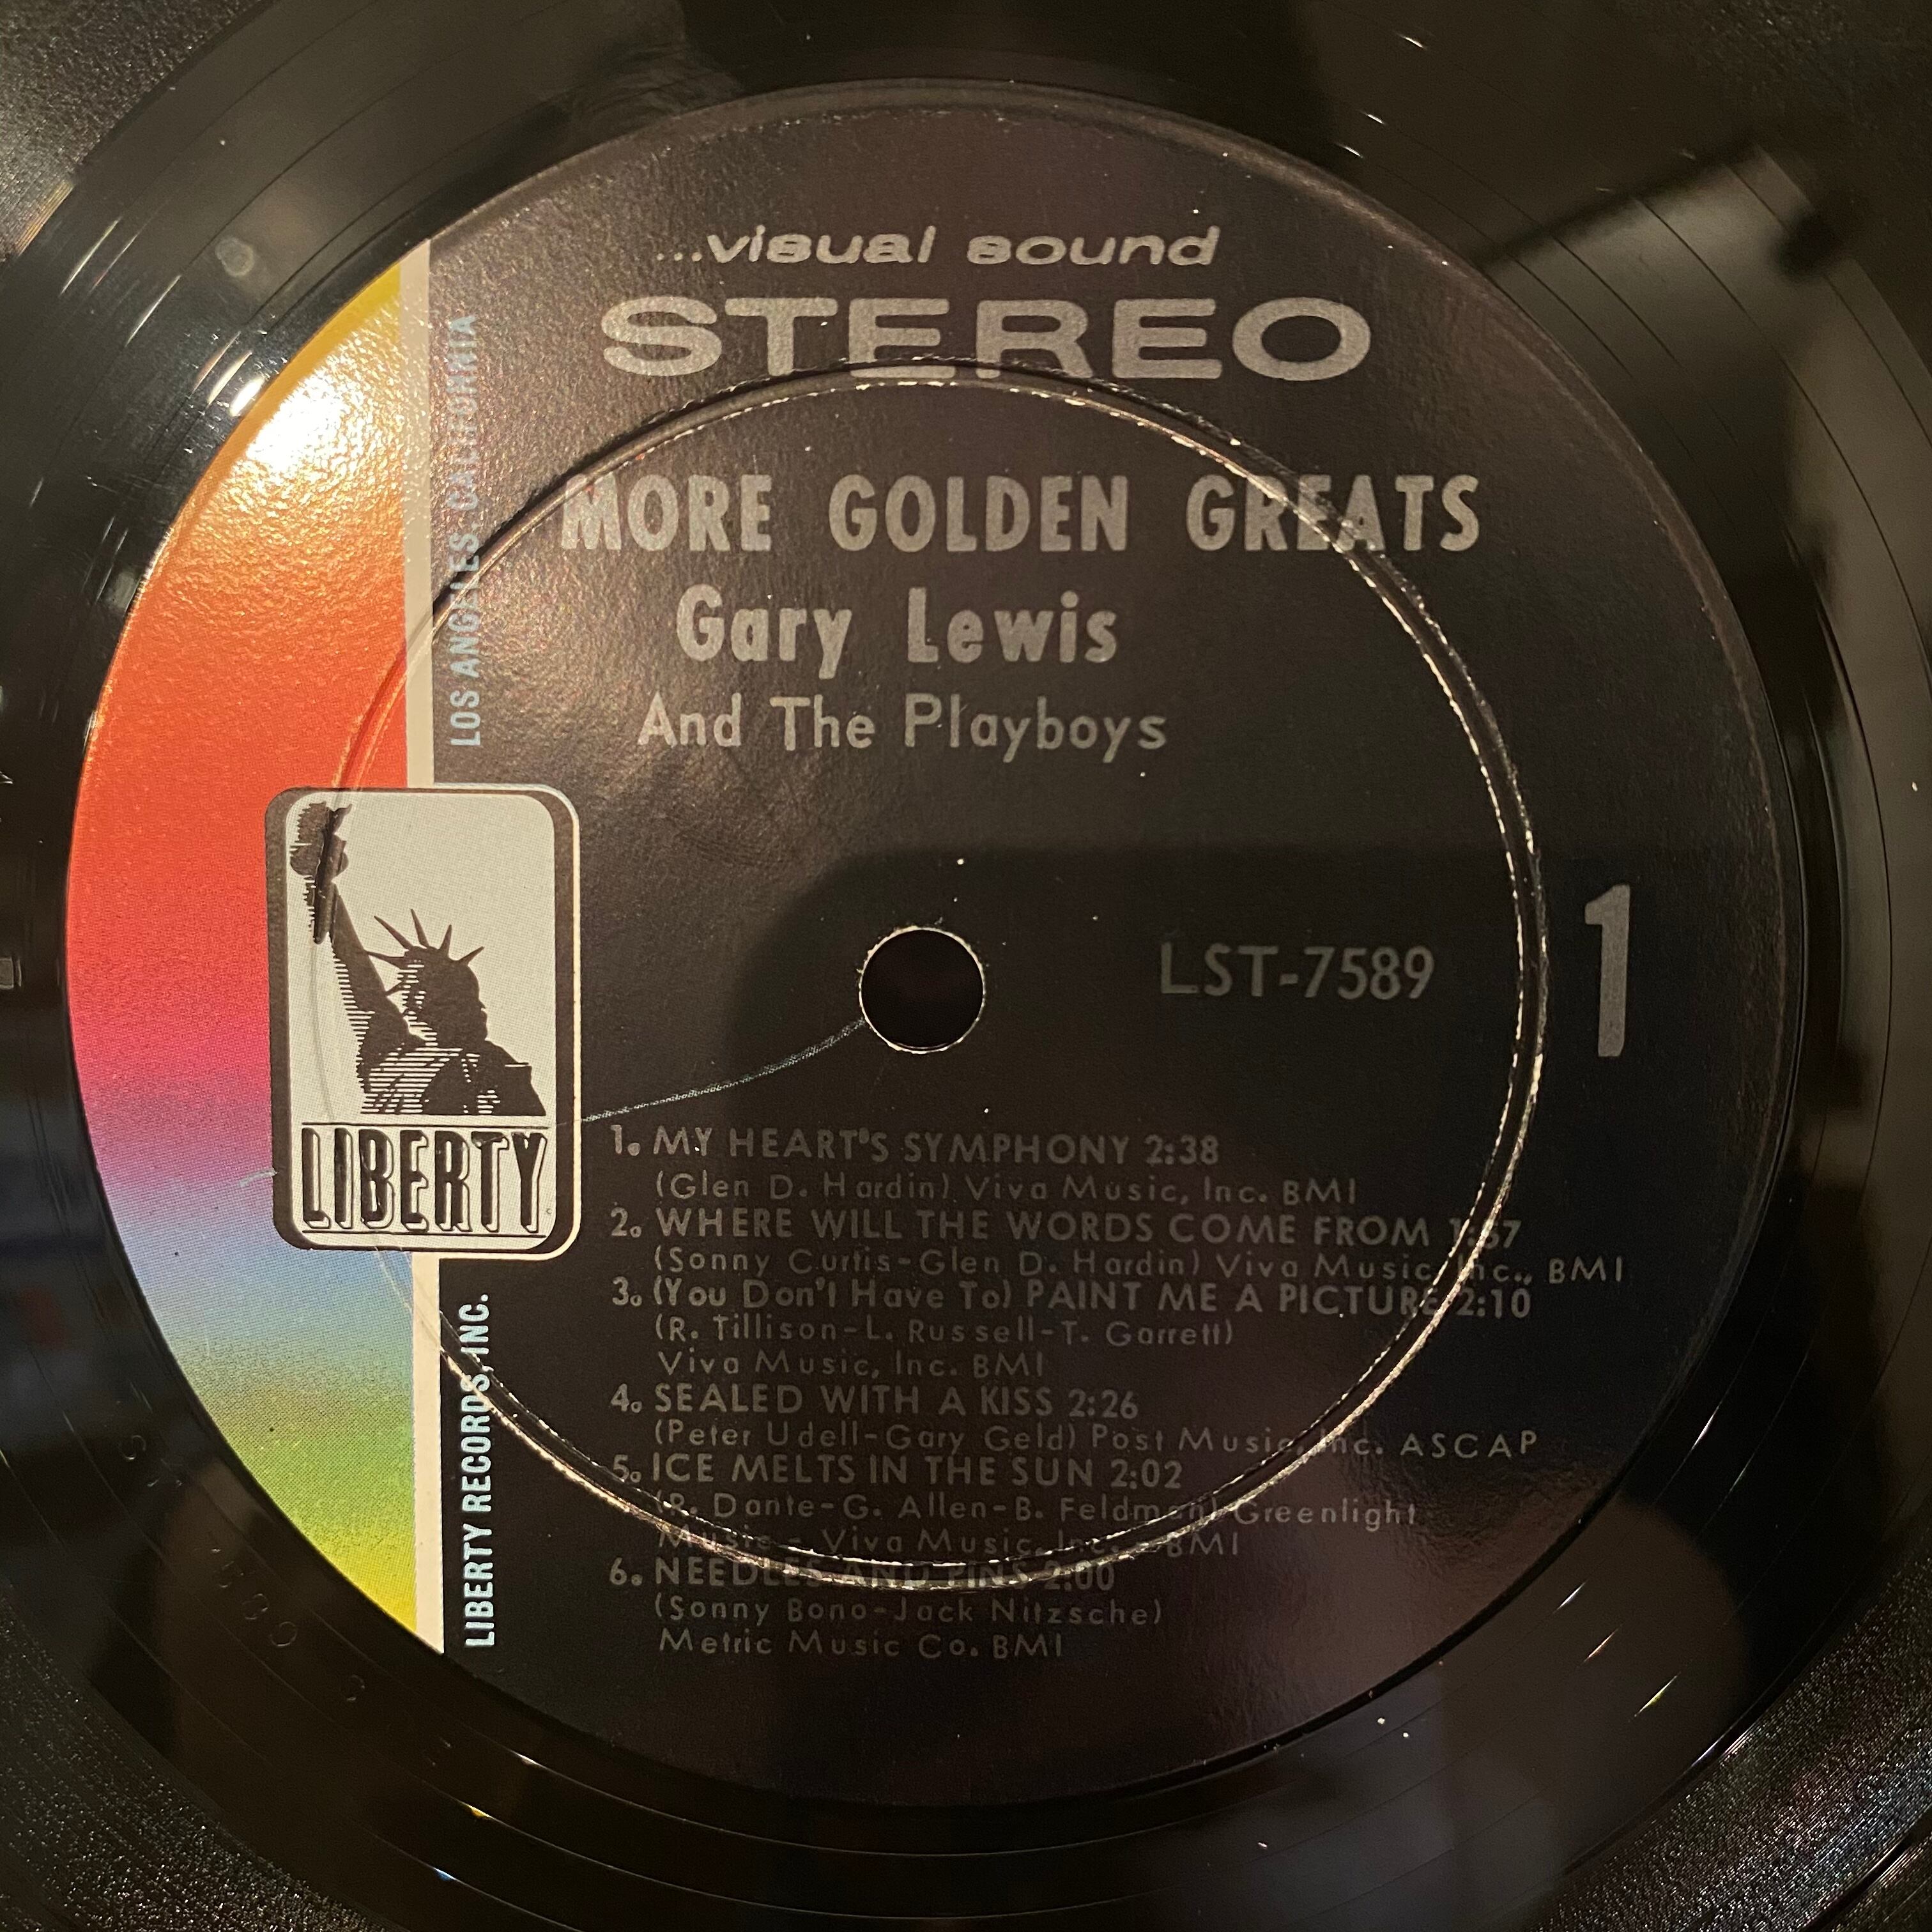 ...visual sound
STEREO
MORE GOLDEN GREATS
Gary Lewis
And The Playboys
LOS ANGELES, CALIFORNIA
LIBERTY
LIBERTY RECORDS, INC.
LST-7589
1
1. MY HEART'S SYMPHONY 2:38
(Glen D. Hardin) Viva Music, Inc. BMI
2. WHERE WILL THE WORDS COME FROM
(Sonny Curtis-Glen D. Hardin) Viva Music, Inc., BMI
3. (You Don't Have To) PAINT ME A PICTURE 2:10
(R. Tillison-L. Russell-T. Garrett)
Viva Music, Inc. BMI
4. SEALED WITH A KISS 2:26
(Peter Udell-Gary Geld) Post Music, Inc. ASCAP
5. ICE MELTS IN THE SUN 2:02
(R. Dante-G. Allen-B. Feldman) Greenlight
Music - Viva Music, Inc. - BMI
6. NEEDLES AND PINS 2:00
(Sonny Bono-Jack Nitzsche)
Metric Music Co. BMI